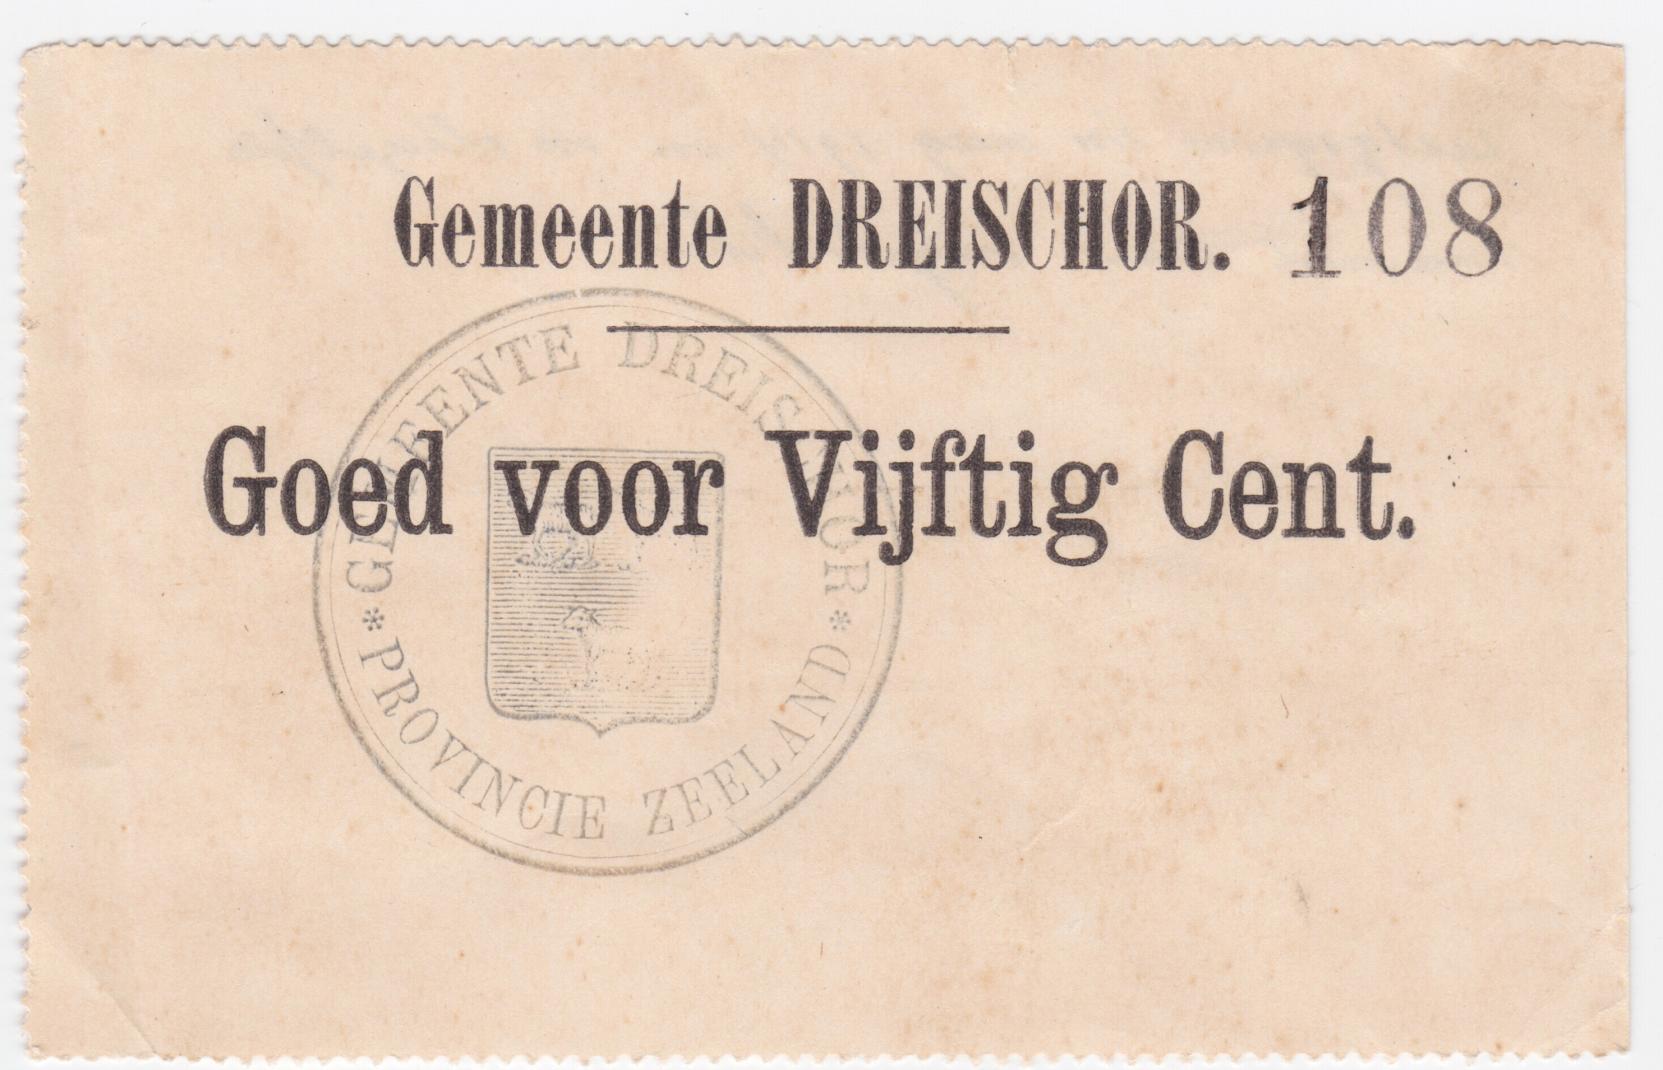 Gemeente DREISCHOR. 108
GEMEENTE DREISCHOR
Goed voor Vijftig Cent.
* PROVINCIE ZEELAND *